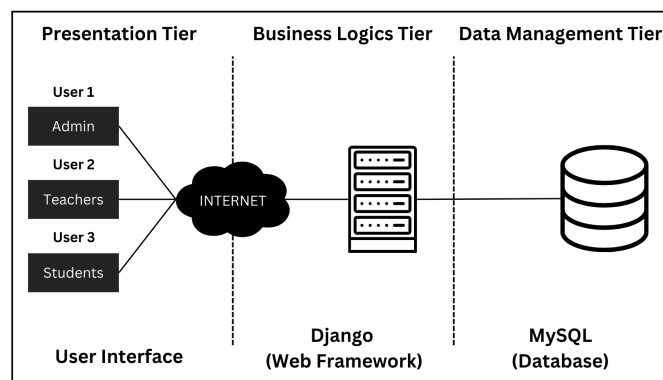 Presentation Tier
Business Logics Tier
Data Management Tier
User 1
Admin
User 2
Teachers
User 3
Students
INTERNET
User Interface
Django
(Web Framework)
MySQL
(Database)